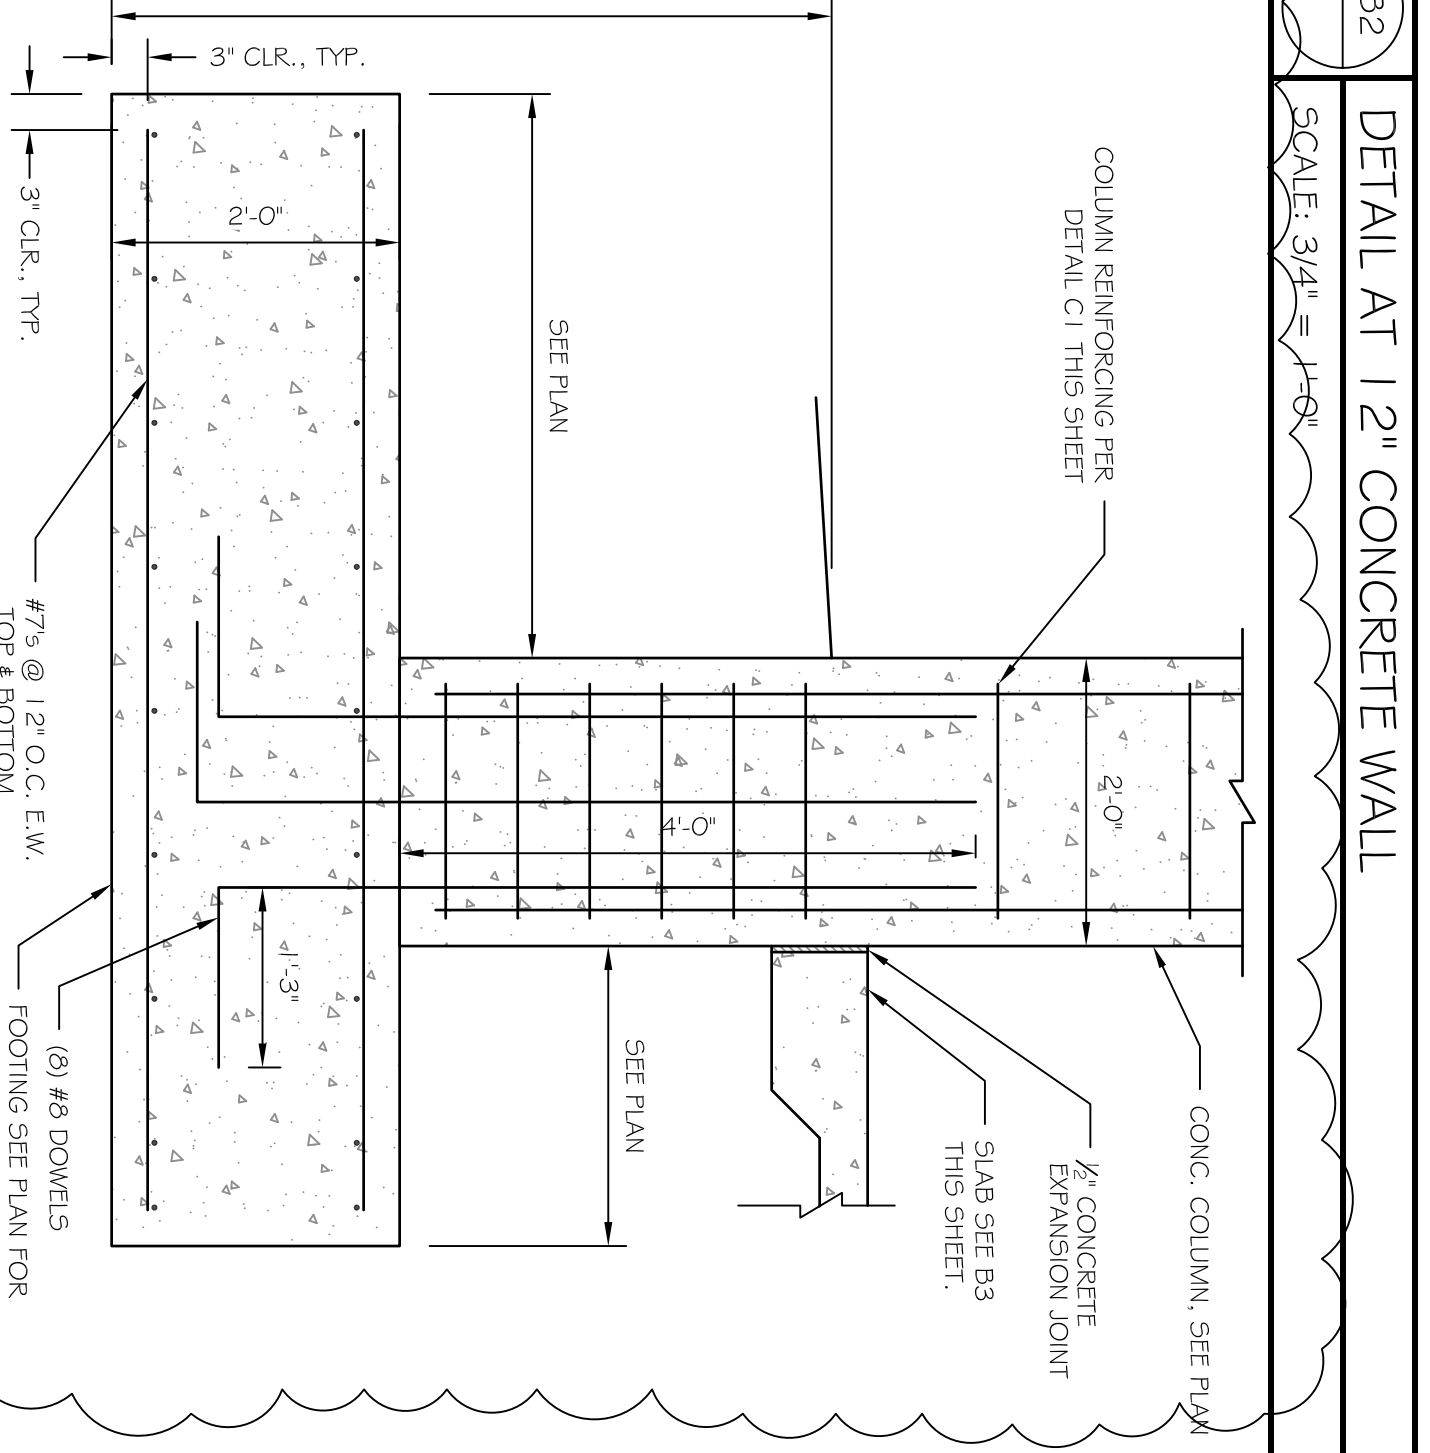 B2
DETAIL AT 12" CONCRETE WALL
SCALE: 3/4" = 1'-0"
CONC. COLUMN, SEE PLAN
COLUMN REINFORCING PER
DETAIL C1 THIS SHEET
2'-0"
½" CONCRETE
EXPANSION JOINT
SLAB SEE B3
THIS SHEET.
4'-0"
SEE PLAN
SEE PLAN
3" CLR., TYP.
2'-0"
1'-3"
3" CLR., TYP.
#7's @ 12" O.C. E.W.
TOP & BOTTOM
(8) #8 DOWELS
FOOTING SEE PLAN FOR